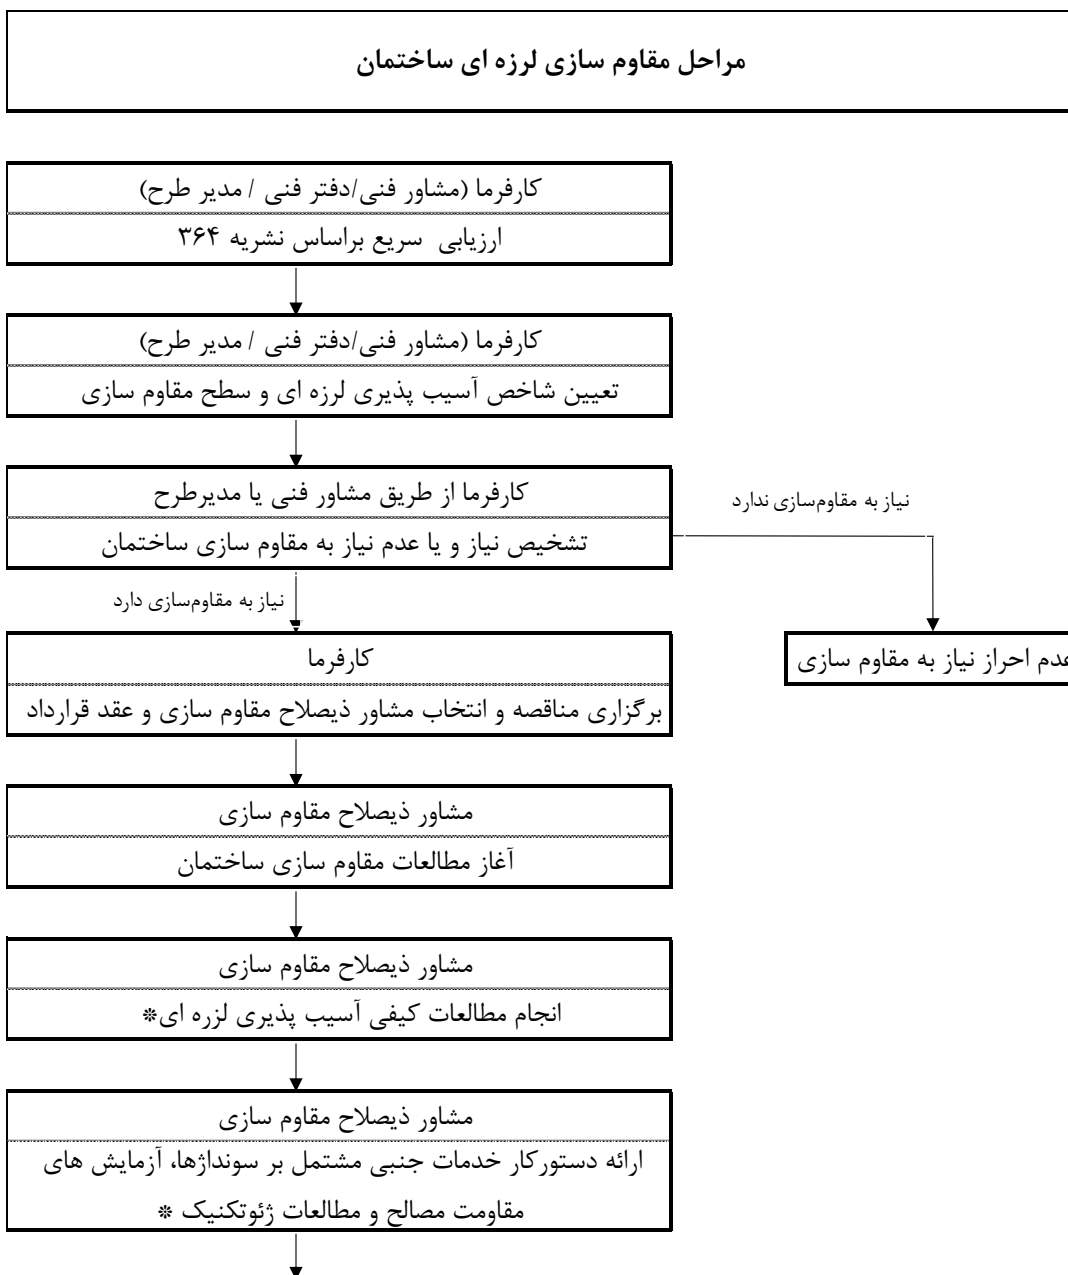 مراحل مقاوم سازی لرزه ای ساختمان
کارفرما (مشاور فنی/دفتر فنی / مدیر طرح)
ارزیابی سریع براساس نشریه ۳۶۴
کارفرما (مشاور فنی/دفتر فنی / مدیر طرح)
تعیین شاخص آسیب پذیری لرزه ای و سطح مقاوم سازی
کارفرما از طریق مشاور فنی یا مدیرطرح
تشخیص نیاز و یا عدم نیاز به مقاوم سازی ساختمان
نیاز به مقاوم‌سازی ندارد
نیاز به مقاوم‌سازی دارد
عدم احراز نیاز به مقاوم سازی
کارفرما
برگزاری مناقصه و انتخاب مشاور ذیصلاح مقاوم سازی و عقد قرارداد
مشاور ذیصلاح مقاوم سازی
آغاز مطالعات مقاوم سازی ساختمان
مشاور ذیصلاح مقاوم سازی
انجام مطالعات کیفی آسیب پذیری لزره ای*
مشاور ذیصلاح مقاوم سازی
ارائه دستورکار خدمات جنبی مشتمل بر سونداژها، آزمایش های
مقاومت مصالح و مطالعات ژئوتکنیک *